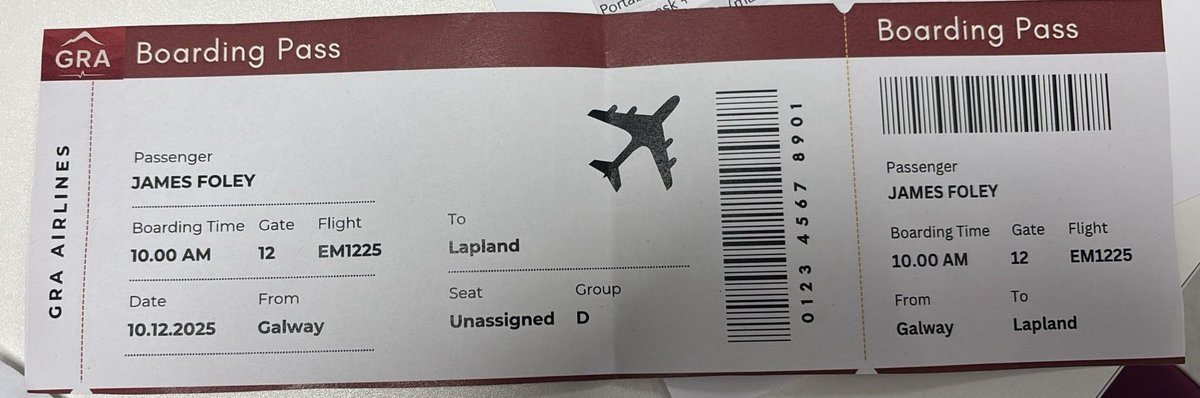 GRA
Boarding Pass
GRA AIRLINES
Passenger
JAMES FOLEY
Boarding Time Gate Flight
10.00 AM 12 EM1225
Date From
10.12.2025 Galway
To
Lapland
Seat Group
Unassigned D
0123 4567 8901
Boarding Pass
Passenger
JAMES FOLEY
Boarding Time Gate Flight
10.00 AM 12 EM1225
From To
Galway Lapland